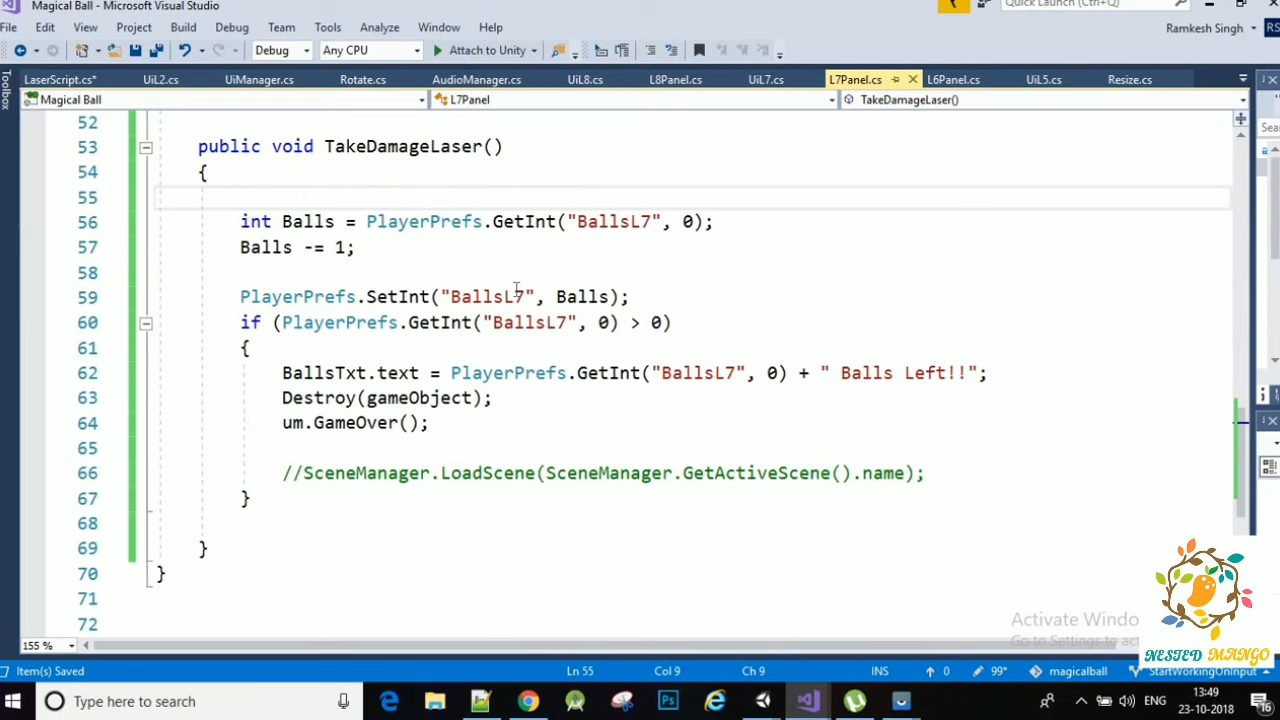 Magical Ball - Microsoft Visual Studio
Quick Launch (Ctrl+Q)
File Edit View Project Build Debug Team Tools Analyze Window Help
Ramkesh Singh
RS
Debug Any CPU Attach to Unity
LaserScript.cs* UiL2.cs UiManager.cs Rotate.cs AudioManager.cs UiL8.cs L8Panel.cs UiL7.cs L7Panel.cs L6Panel.cs UiL5.cs Resize.cs
Toolbox
Magical Ball L7Panel TakeDamageLaser()
52
53 public void TakeDamageLaser()
54 {
55
56 int Balls = PlayerPrefs.GetInt("BallsL7", 0);
57 Balls -= 1;
58
59 PlayerPrefs.SetInt("BallsL7", Balls);
60 if (PlayerPrefs.GetInt("BallsL7", 0) > 0)
61 {
62 BallsTxt.text = PlayerPrefs.GetInt("BallsL7", 0) + " Balls Left!!";
63 Destroy(gameObject);
64 um.GameOver();
65
66 //SceneManager.LoadScene(SceneManager.GetActiveScene().name);
67 }
68
69 }
70 }
71
72
Sea
Activate Windo
Go to Settings to act
NESTED MANGO
155 %
Item(s) Saved Ln 55 Col 9 Ch 9 INS 0 99* magicalball StartWorkingOnInput
Type here to search
ENG
13:49
23-10-2018
16